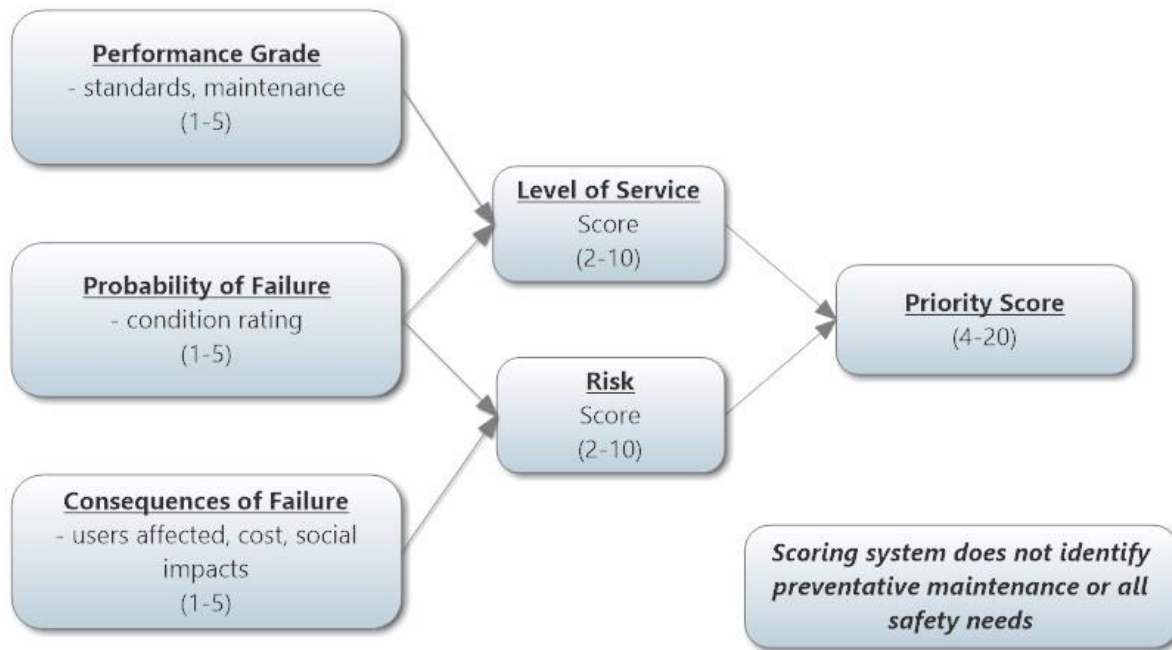 Performance Grade
- standards, maintenance
(1-5)
Probability of Failure
- condition rating
(1-5)
Consequences of Failure
- users affected, cost, social
impacts
(1-5)
Level of Service
Score
(2-10)
Risk
Score
(2-10)
Priority Score
(4-20)
Scoring system does not identify
preventative maintenance or all
safety needs